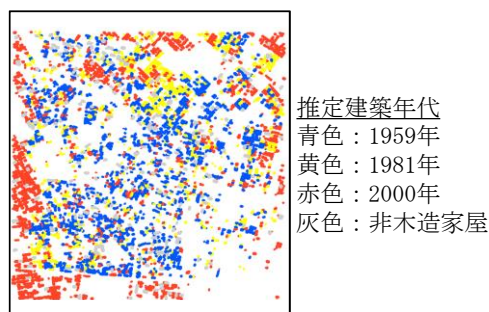 推定建築年代
青色：1959年
黄色：1981年
赤色：2000年
灰色：非木造家屋